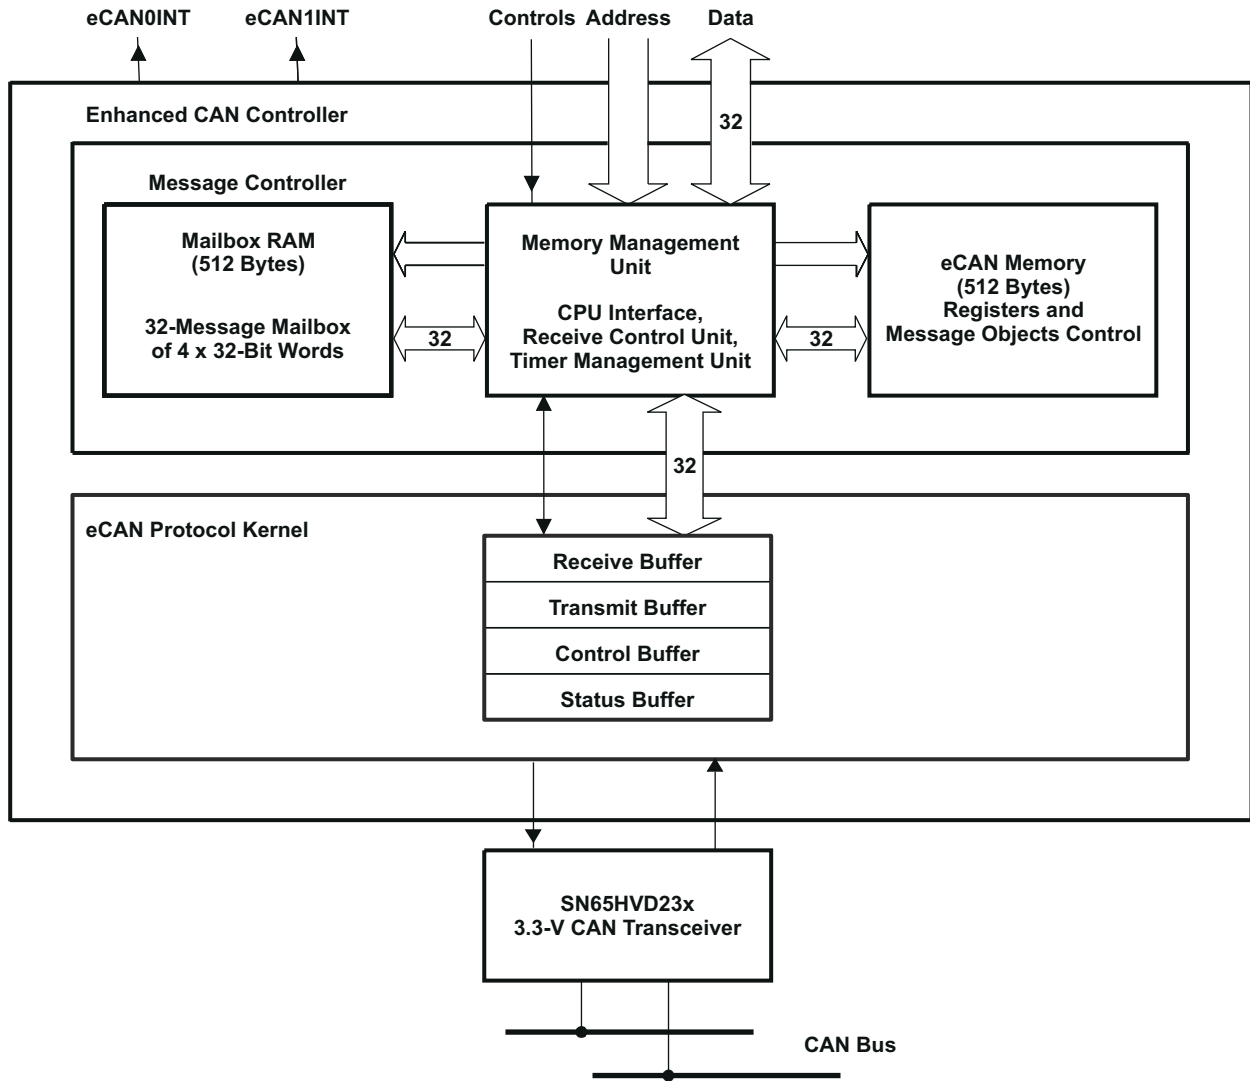 eCAN0INT
eCAN1INT
Controls
Address
Data
32
Enhanced CAN Controller
Message Controller
Mailbox RAM
(512 Bytes)
32-Message Mailbox
of 4 x 32-Bit Words
32
Memory Management
Unit
CPU Interface,
Receive Control Unit,
Timer Management Unit
32
eCAN Memory
(512 Bytes)
Registers and
Message Objects Control
32
eCAN Protocol Kernel
Receive Buffer
Transmit Buffer
Control Buffer
Status Buffer
SN65HVD23x
3.3-V CAN Transceiver
CAN Bus